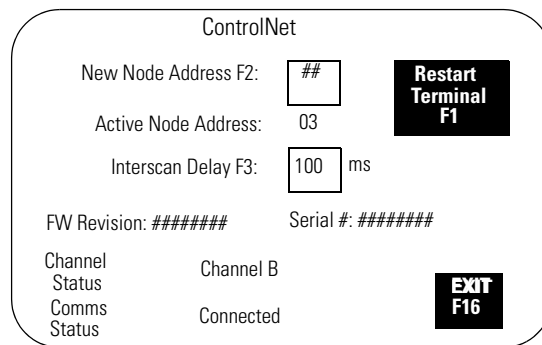 ControlNet
New Node Address F2: ##
Restart
Terminal
F1
Active Node Address: 03
Interscan Delay F3: 100 ms
FW Revision: ######## Serial #: ########
Channel
Status
Channel B
Comms
Status
Connected
EXIT
F16